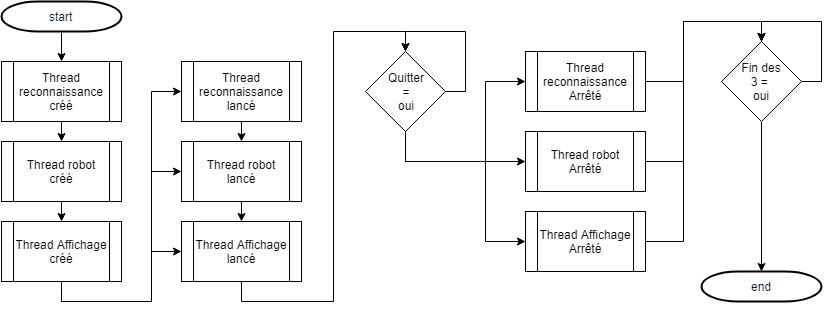 start
Thread
reconnaissance
créé
Thread robot
créé
Thread Affichage
créé
Thread
reconnaissance
lancé
Thread robot
lancé
Thread Affichage
lancé
Quitter
=
oui
Thread
reconnaissance
Arrêté
Thread robot
Arrêté
Thread Affichage
Arrêté
Fin des
3 =
oui
end